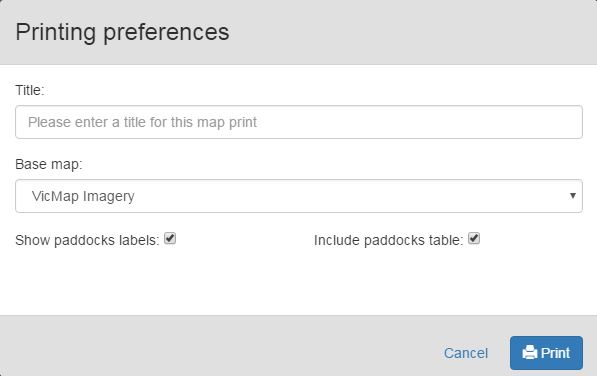 Printing preferences
Title:
Please enter a title for this map print
Base map:
VicMap Imagery
Show paddocks labels: Include paddocks table:
Cancel Print